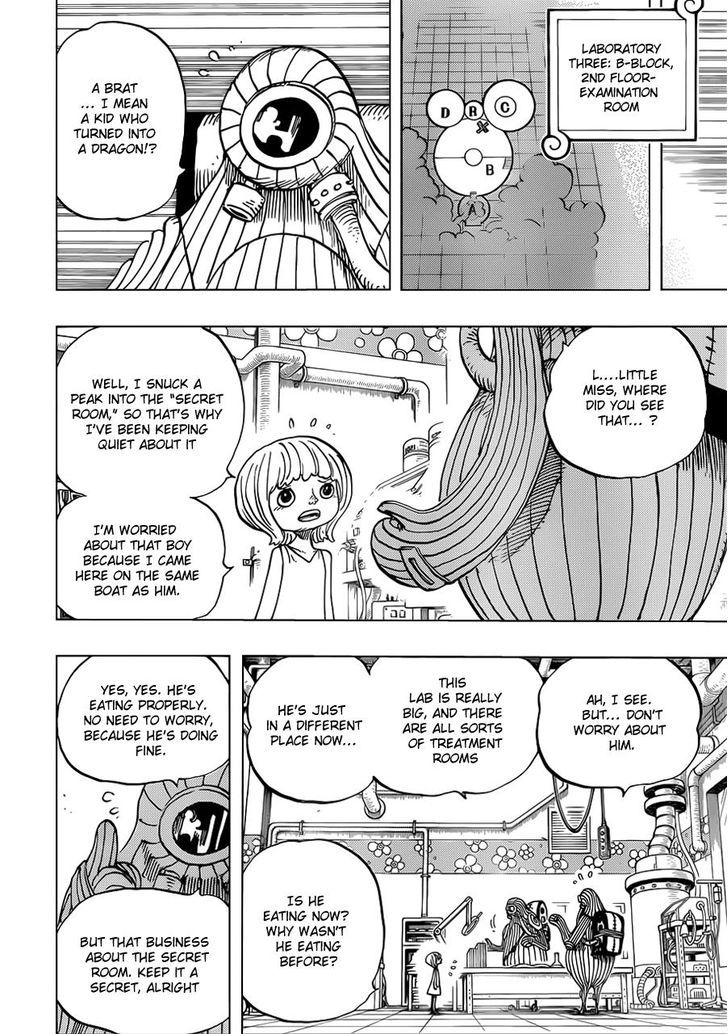 LABORATORY
THREE: B-BLOCK,
2ND FLOOR-
EXAMINATION
ROOM
D
R
C
B
A
A BRAT
... I MEAN
A KID WHO
TURNED INTO
A DRAGON!?
L....LITTLE
MISS, WHERE
DID YOU SEE
THAT... ?
WELL, I SNUCK A
PEAK INTO THE "SECRET
ROOM," SO THAT'S WHY
I'VE BEEN KEEPING
QUIET ABOUT IT
I'M WORRIED
ABOUT THAT BOY
BECAUSE I CAME
HERE ON THE SAME
BOAT AS HIM.
AH, I SEE.
BUT... DON'T
WORRY ABOUT
HIM.
THIS
LAB IS REALLY
BIG, AND THERE
ARE ALL SORTS
OF TREATMENT
ROOMS
HE'S JUST
IN A DIFFERENT
PLACE NOW...
IS HE
EATING NOW?
WHY WASN'T
HE EATING
BEFORE?
YES, YES. HE'S
EATING PROPERLY.
NO NEED TO WORRY,
BECAUSE HE'S DOING
FINE.
BUT THAT BUSINESS
ABOUT THE SECRET
ROOM. KEEP IT A
SECRET, ALRIGHT